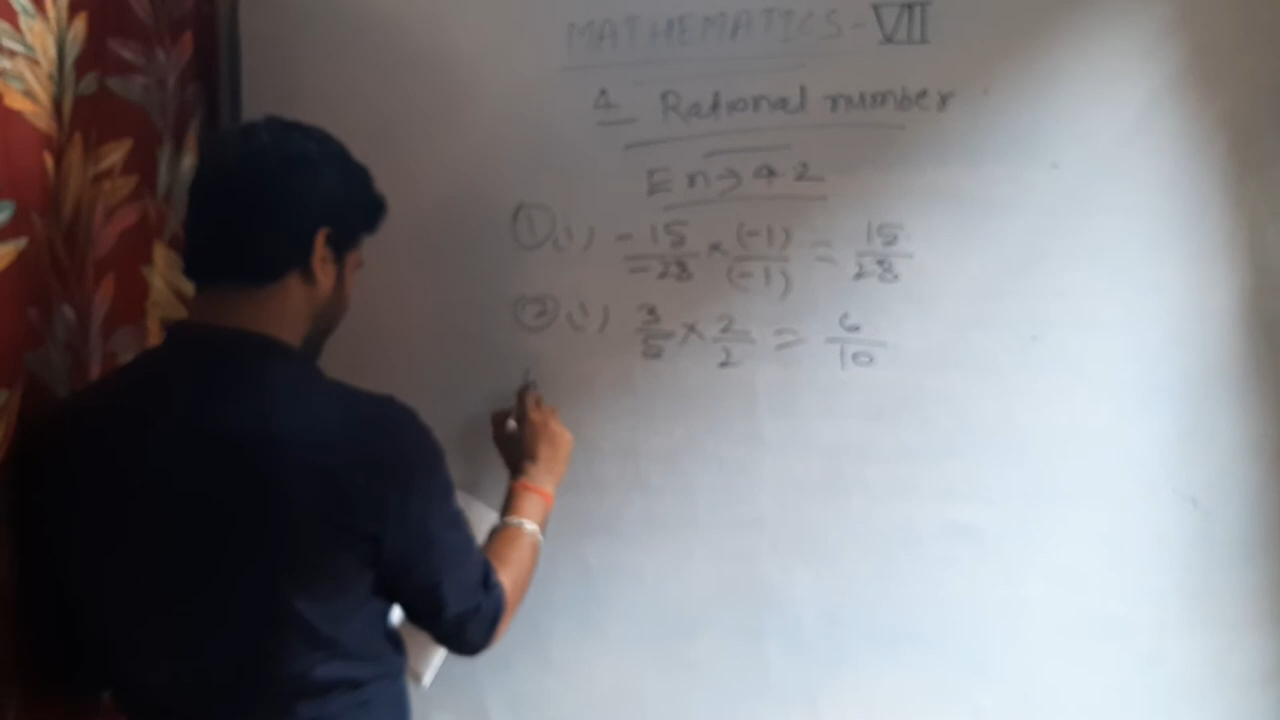 MATHEMATICS - VII
4 Rational number
Ex → 4.2
① (i) -15/-28 × (-1)/(-1) = 15/28
② (i) 3/5 × 2/2 = 6/10